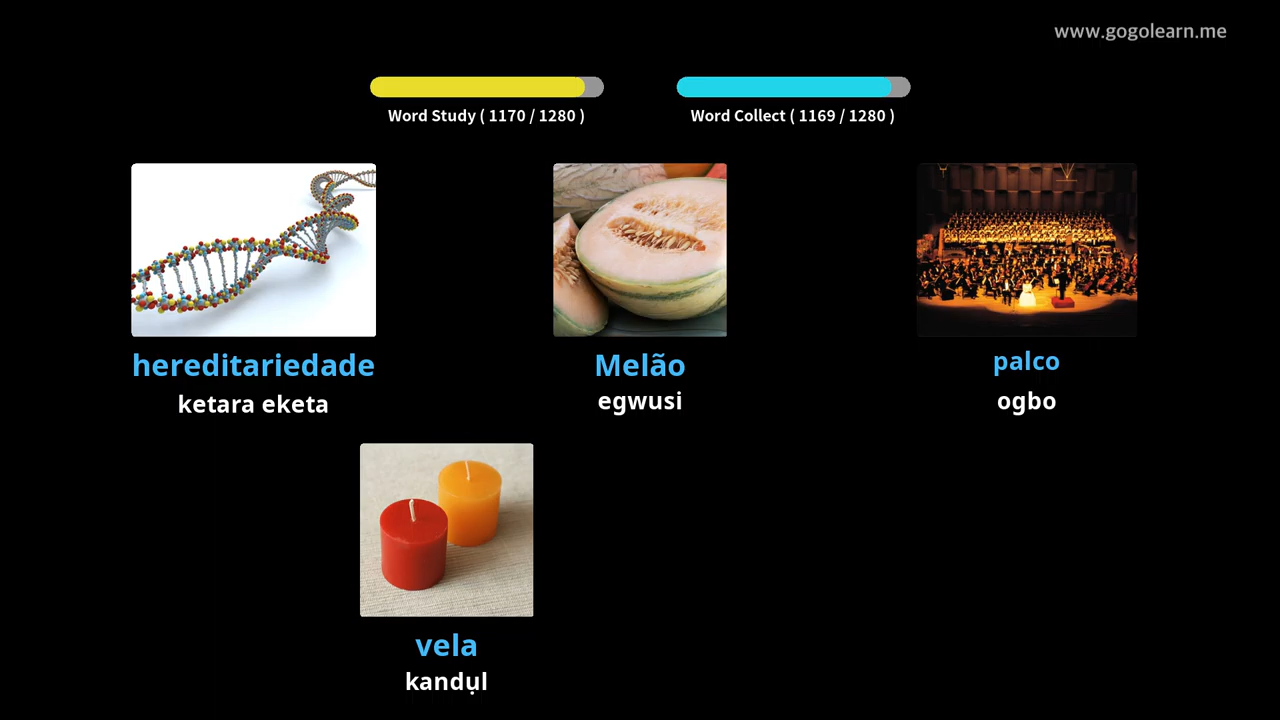 www.gogolearn.me
Word Study ( 1170 / 1280 )
Word Collect ( 1169 / 1280 )
hereditariedade
ketara eketa
Melão
egwusi
palco
ogbo
vela
kandụl